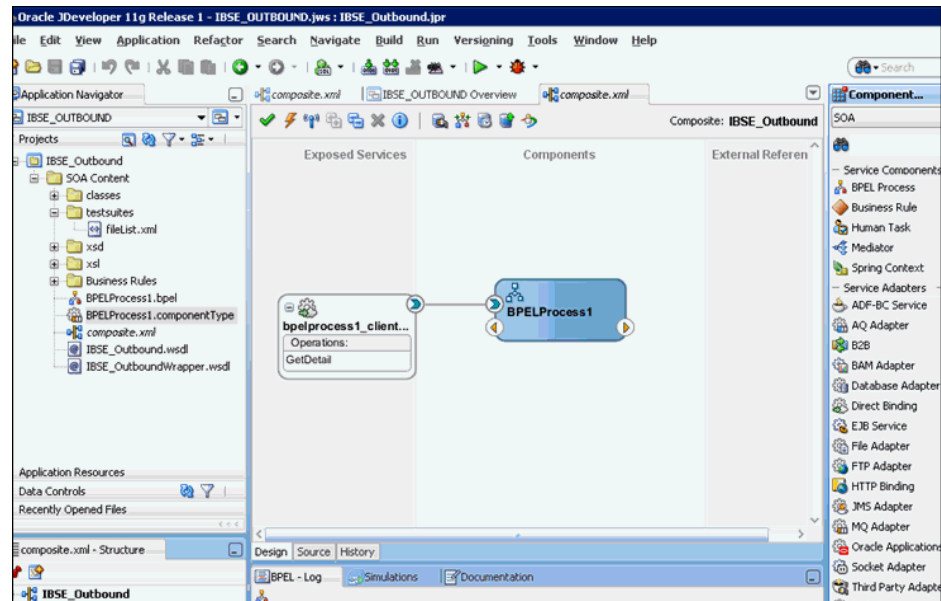 Oracle JDeveloper 11g Release 1 - IBSE_OUTBOUND.jws : IBSE_Outbound.jpr
Edit View Application Refactor Search Navigate Build Run Versioning Tools Window Help
Search
Application Navigator
composite.xml
IBSE_OUTBOUND Overview
composite.xml
Component...
IBSE_OUTBOUND
Composite: IBSE_Outbound
SOA
Projects
IBSE_Outbound
SOA Content
classes
testsuites
fileList.xml
xsd
xsl
Business Rules
BPELProcess1.bpel
BPELProcess1.componentType
composite.xml
IBSE_Outbound.wsdl
IBSE_OutboundWrapper.wsdl
Application Resources
Data Controls
Recently Opened Files
composite.xml - Structure
IBSE_Outbound
Exposed Services
Components
External Referen
bpelprocess1_client...
Operations:
GetDetail
BPELProcess1
Design Source History
BPEL - Log
Simulations
Documentation
Service Components
BPEL Process
Business Rule
Human Task
Mediator
Spring Context
Service Adapters
ADF-BC Service
AQ Adapter
B2B
BAM Adapter
Database Adapter
Direct Binding
EJB Service
File Adapter
FTP Adapter
HTTP Binding
JMS Adapter
MQ Adapter
Oracle Applications
Socket Adapter
Third Party Adapte